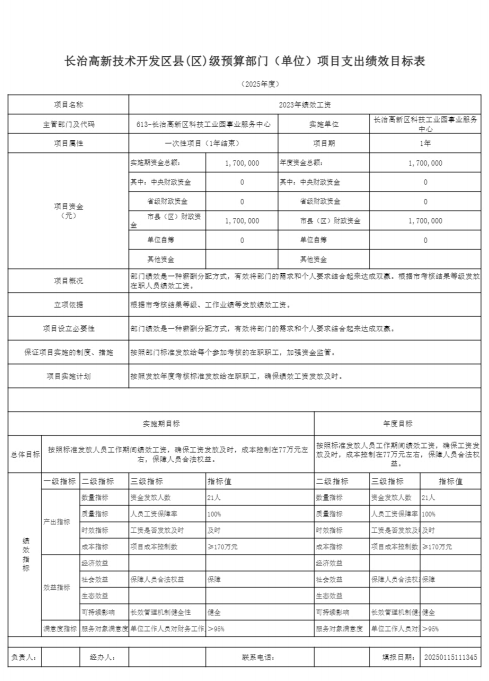 长治高新技术开发区县(区)级预算部门（单位）项目支出绩效目标表
（2025年度）
项目名称 2023年绩效工资
主管部门及代码 613-长治高新区科技工业园事业服务中心 实施单位 长治高新区科技工业园事业服务中心
项目属性 一次性项目（1年结束） 项目期 1年
项目资金（元）
实施期资金总额： 1,700,000 年度资金总额： 1,700,000
其中：中央财政资金 0 其中：中央财政资金 0
省级财政资金 0 省级财政资金 0
市县（区）财政资金 1,700,000 市县（区）财政资金 1,700,000
单位自筹 0 单位自筹 0
其他资金 其他资金
项目概况 部门绩效是一种薪酬分配方式，有效将部门的需求和个人要求结合起来达成双赢。根据市考核结果等级发放在职人员绩效工资。
立项依据 根据市考核结果等级、工作业绩等发放绩效工资。
项目设立必要性 部门绩效是一种薪酬分配方式，有效将部门的需求和个人要求结合起来达成双赢。
保证项目实施的制度、措施 按照部门标准发放给每个参加考核的在职职工，加强资金监管。
项目实施计划 按照发放年度考核标准发放给在职职工，确保绩效工资发放及时。
实施期目标 年度目标
总体目标 按照标准发放人员工作期间绩效工资，确保工资发放及时，成本控制在77万元左右，保障人员合法权益。 按照标准发放人员工作期间绩效工资，确保工资发放及时，成本控制在77万元左右，保障人员合法权益。
绩效指标
一级指标 二级指标 三级指标 指标值 二级指标 三级指标 指标值
产出指标
数量指标 资金发放人数 21人 数量指标 资金发放人数 21人
质量指标 人员工资保障率 100% 质量指标 人员工资保障率 100%
时效指标 工资是否发放及时 及时 时效指标 工资是否发放及 及时
成本指标 项目成本控制数 ≥170万元 成本指标 项目成本控制数 ≥170万元
效益指标
经济效益 经济效益
社会效益 保障人员合法权益 保障 社会效益 保障人员合法权 保障
生态效益 生态效益
可持续影响 长效管理机制健全性 健全 可持续影响 长效管理机制健 健全
满意度指标 服务对象满意度 单位工作人员对财务工作 >95% 服务对象满意度 单位工作人员对 >95%
负责人： 经办人： 联系电话： 填报日期： 20250115111345